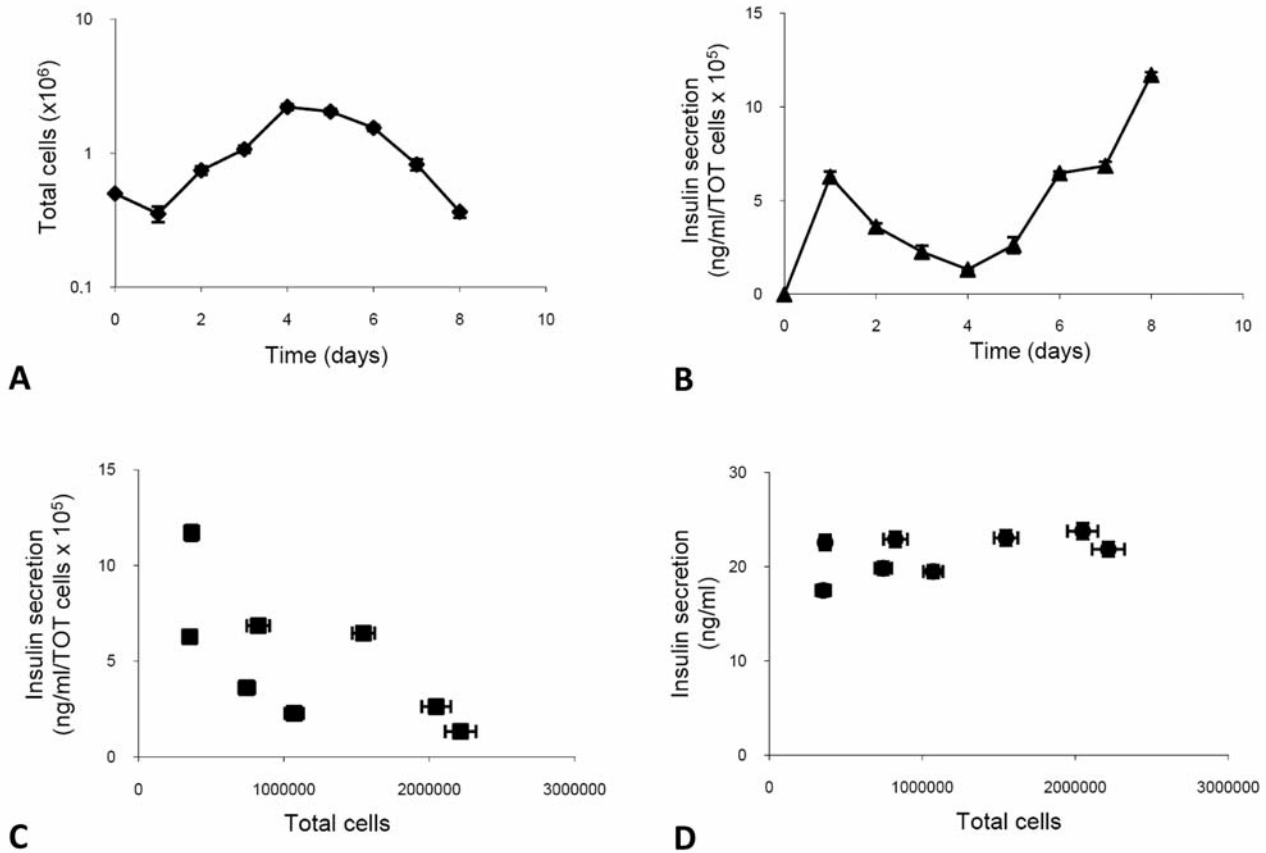 10
1
0.1
Total cells (x10⁶)
0 2 4 6 8 10
Time (days)
A
15
10
5
0
Insulin secretion
(ng/ml/TOT cells x 10⁵)
0 2 4 6 8 10
Time (days)
B
15
10
5
0
Insulin secretion
(ng/ml/TOT cells x 10⁵)
0 1000000 2000000 3000000
Total cells
C
30
20
10
0
Insulin secretion
(ng/ml)
0 1000000 2000000 3000000
Total cells
D